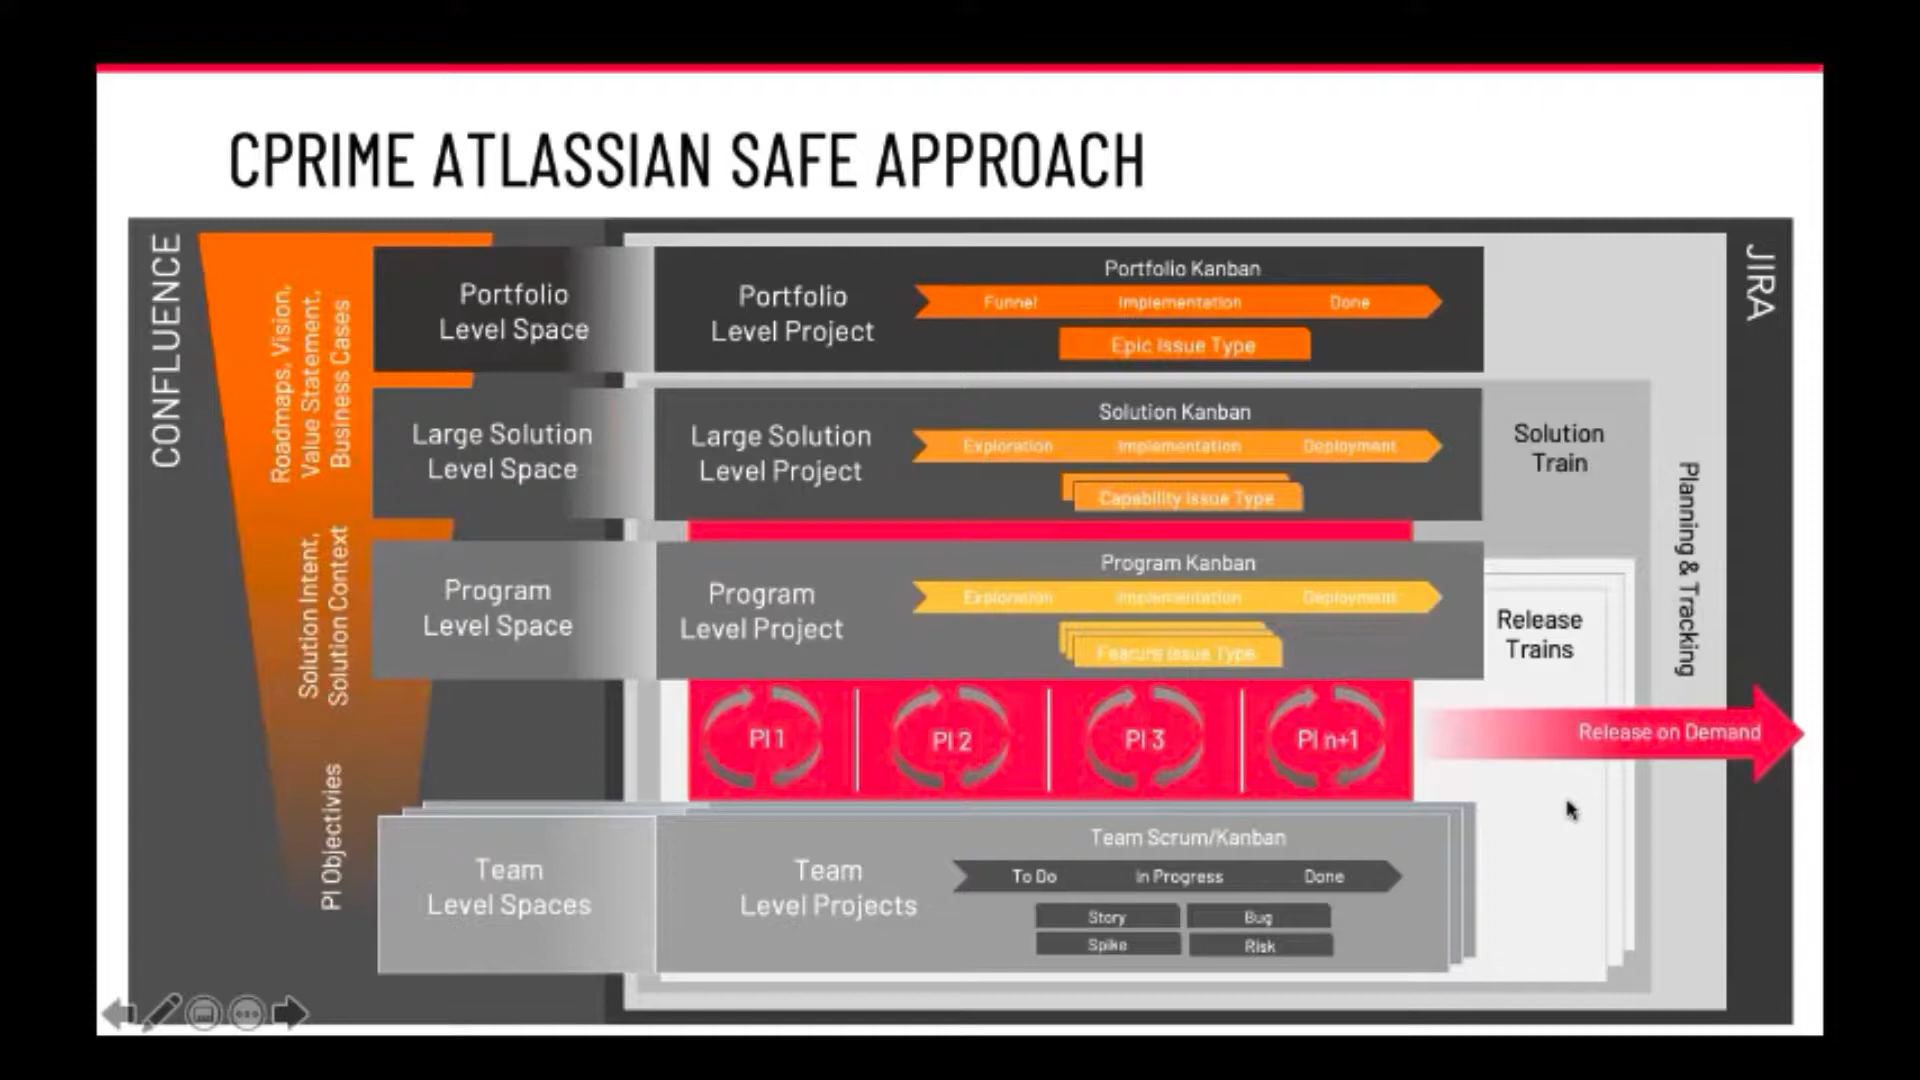 CPRIME ATLASSIAN SAFE APPROACH
CONFLUENCE
Roadmaps, Vision,
Value Statement,
Business Cases
Solution Intent,
Solution Context
PI Objectivies
Portfolio
Level Space
Large Solution
Level Space
Program
Level Space
Team
Level Spaces
Portfolio
Level Project
Portfolio Kanban
Funnel Implementation Done
Epic Issue Type
Large Solution
Level Project
Solution Kanban
Exploration Implementation Deployment
Capability Issue Type
Program
Level Project
Program Kanban
Exploration Implementation Deployment
Feature Issue Type
PI 1
PI 2
PI 3
PI n+1
Team
Level Projects
Team Scrum/Kanban
To Do In Progress Done
Story Bug
Spike Risk
Solution
Train
Release
Trains
Planning & Tracking
Release on Demand
JIRA